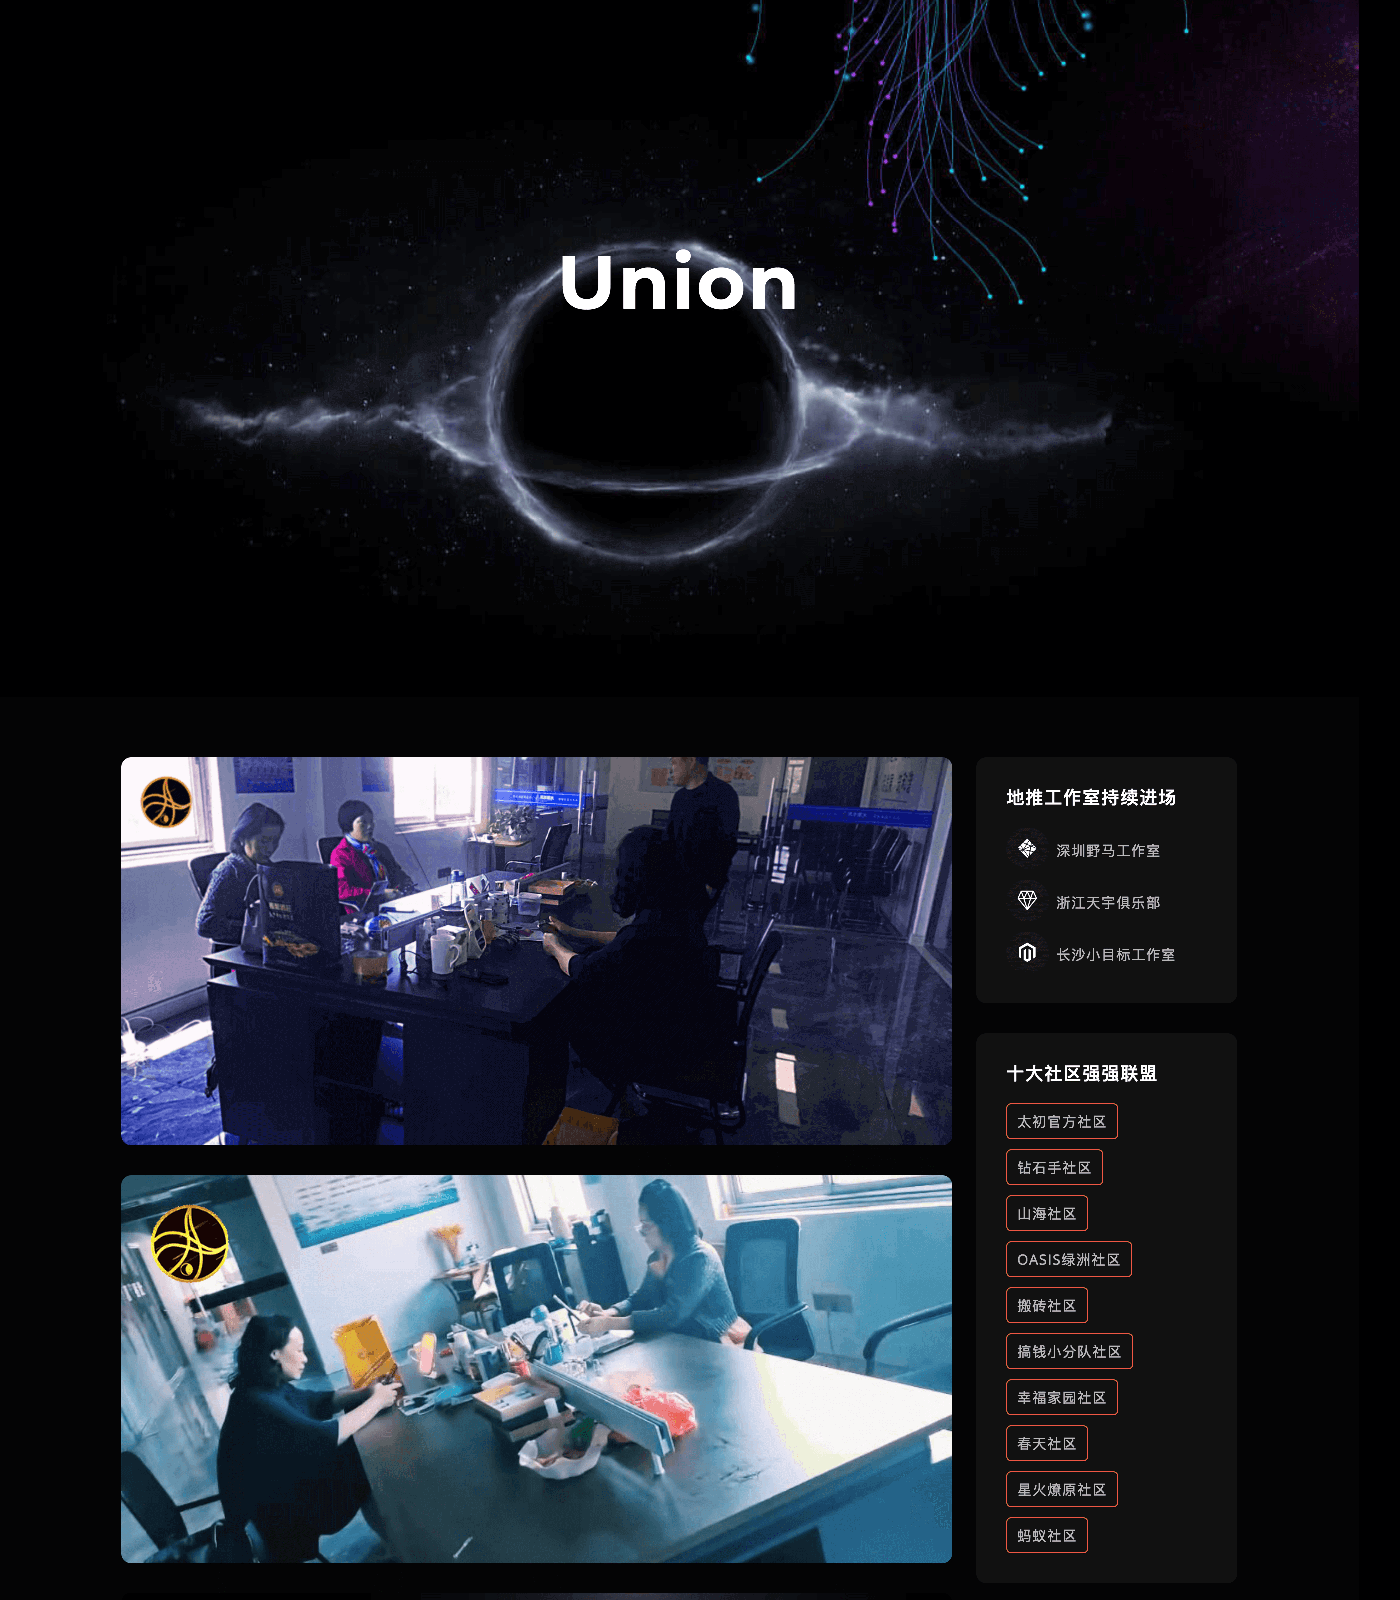 Union
地推工作室持续进场
深圳野马工作室
浙江天宇俱乐部
长沙小目标工作室
十大社区强强联盟
太初官方社区
钻石手社区
山海社区
OASIS绿洲社区
搬砖社区
搞钱小分队社区
幸福家园社区
春天社区
星火燎原社区
蚂蚁社区